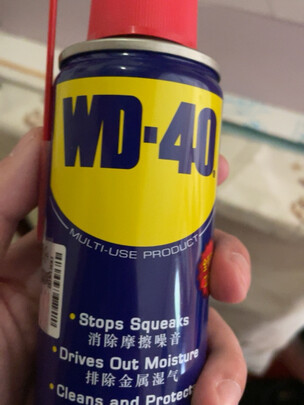 WD-40®
MULTI-USE PRODUCT
• Stops Squeaks
消除摩擦噪音
• Drives Out Moisture
排除金属湿气
• Cleans and Protect